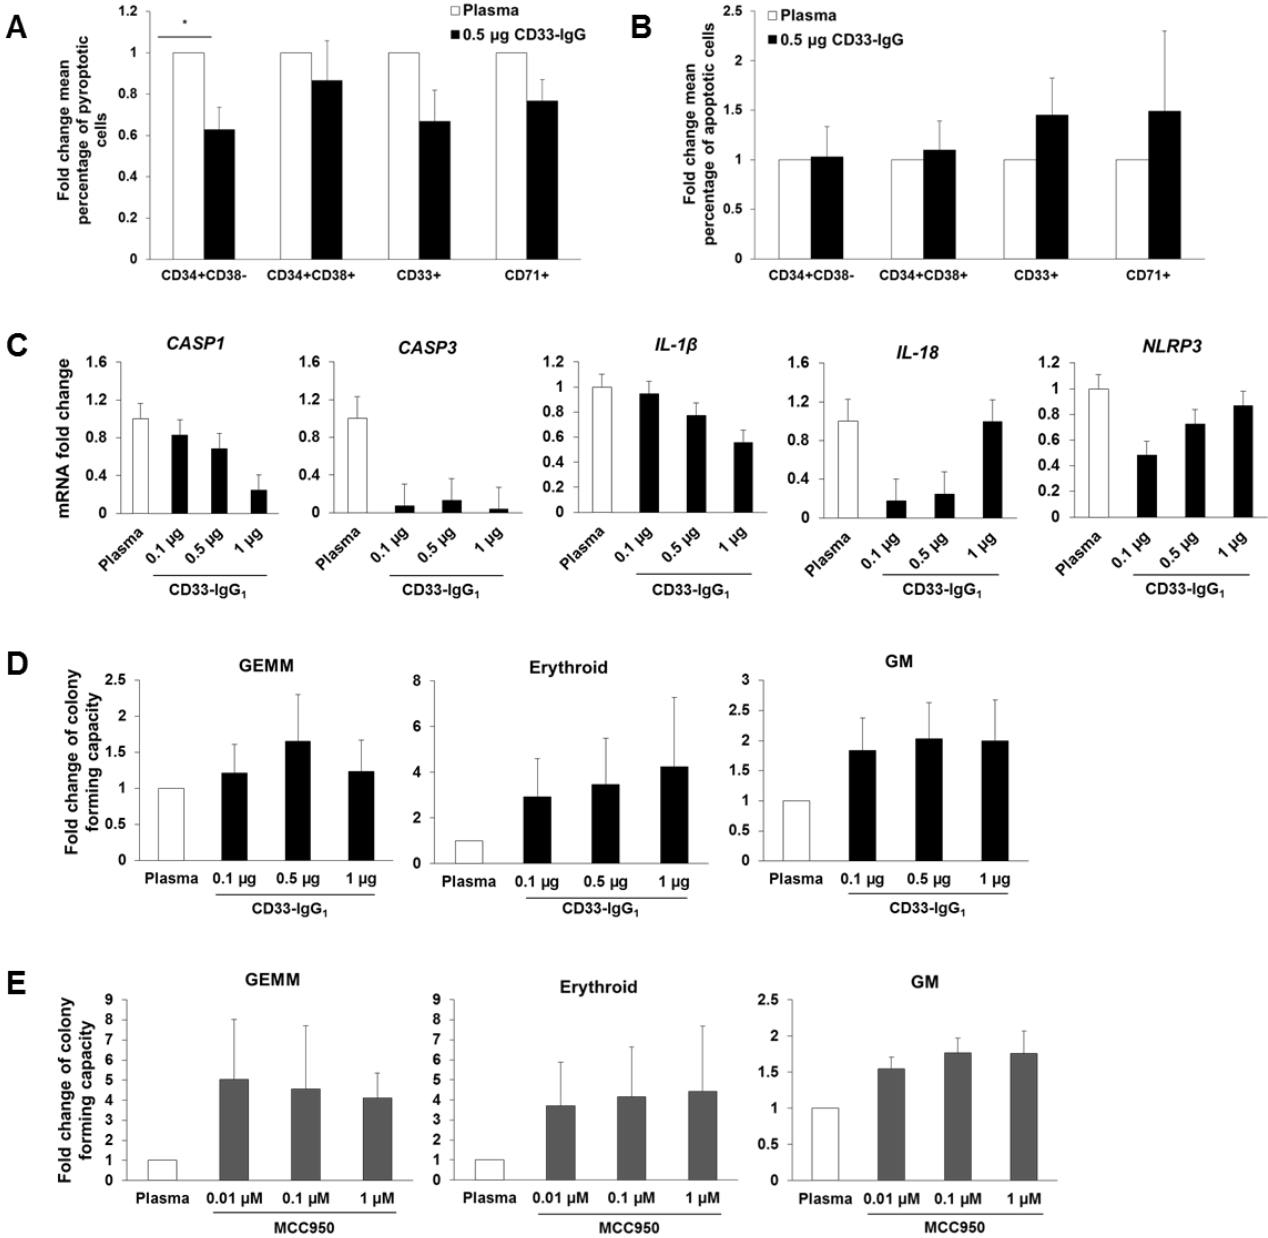 A
Fold change mean
percentage of pyroptotic
cells
1.2
1
0.8
0.6
0.4
0.2
0
*
Plasma
0.5 µg CD33-IgG
CD34+CD38- CD34+CD38+ CD33+ CD71+
B
Fold change mean
percentage of apoptotic cells
2.5
2
1.5
1
0.5
0
Plasma
0.5 µg CD33-IgG
CD34+CD38- CD34+CD38+ CD33+ CD71+
C
mRNA fold change
CASP1
1.6
1.2
0.8
0.4
0
Plasma 0.1 µg 0.5 µg 1 µg
CD33-IgG1
CASP3
1.6
1.2
0.8
0.4
0
Plasma 0.1 µg 0.5 µg 1 µg
CD33-IgG1
IL-1β
1.2
1
0.8
0.6
0.4
0.2
0
Plasma 0.1 µg 0.5 µg 1 µg
CD33-IgG1
IL-18
1.6
1.2
0.8
0.4
0
Plasma 0.1 µg 0.5 µg 1 µg
CD33-IgG1
NLRP3
1.2
1
0.8
0.6
0.4
0.2
0
Plasma 0.1 µg 0.5 µg 1 µg
CD33-IgG1
D
Fold change of colony
forming capacity
GEMM
2.5
2
1.5
1
0.5
0
Plasma 0.1 µg 0.5 µg 1 µg
CD33-IgG1
Erythroid
8
6
4
2
0
Plasma 0.1 µg 0.5 µg 1 µg
CD33-IgG1
GM
3
2.5
2
1.5
1
0.5
0
Plasma 0.1 µg 0.5 µg 1 µg
CD33-IgG1
E
Fold change of colony
forming capacity
GEMM
9
8
7
6
5
4
3
2
1
0
Plasma 0.01 µM 0.1 µM 1 µM
MCC950
Erythroid
9
8
7
6
5
4
3
2
1
0
Plasma 0.01 µM 0.1 µM 1 µM
MCC950
GM
2.5
2
1.5
1
0.5
0
Plasma 0.01 µM 0.1 µM 1 µM
MCC950